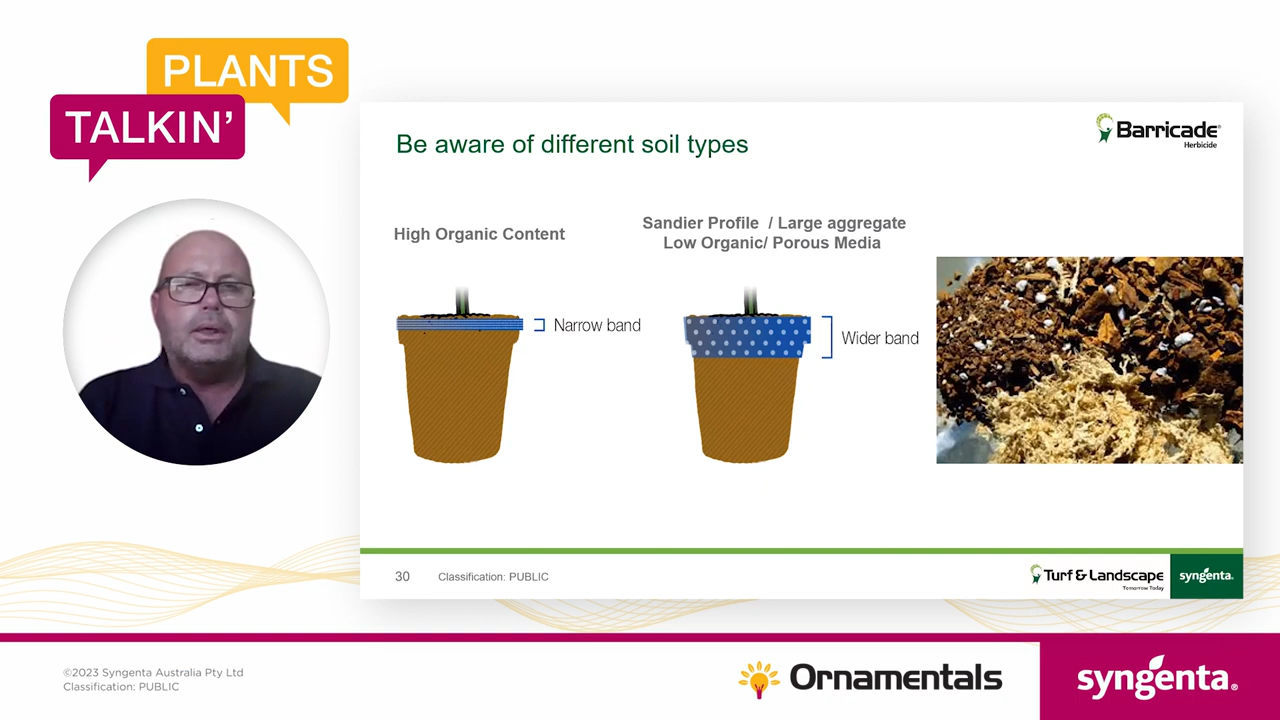 PLANTS
TALKIN’
Be aware of different soil types
Barricade®
Herbicide
High Organic Content
Sandier Profile / Large aggregate
Low Organic/ Porous Media
Narrow band
Wider band
30
Classification: PUBLIC
Turf & Landscape
Tomorrow Today
syngenta.
©2023 Syngenta Australia Pty Ltd
Classification: PUBLIC
Ornamentals
syngenta®